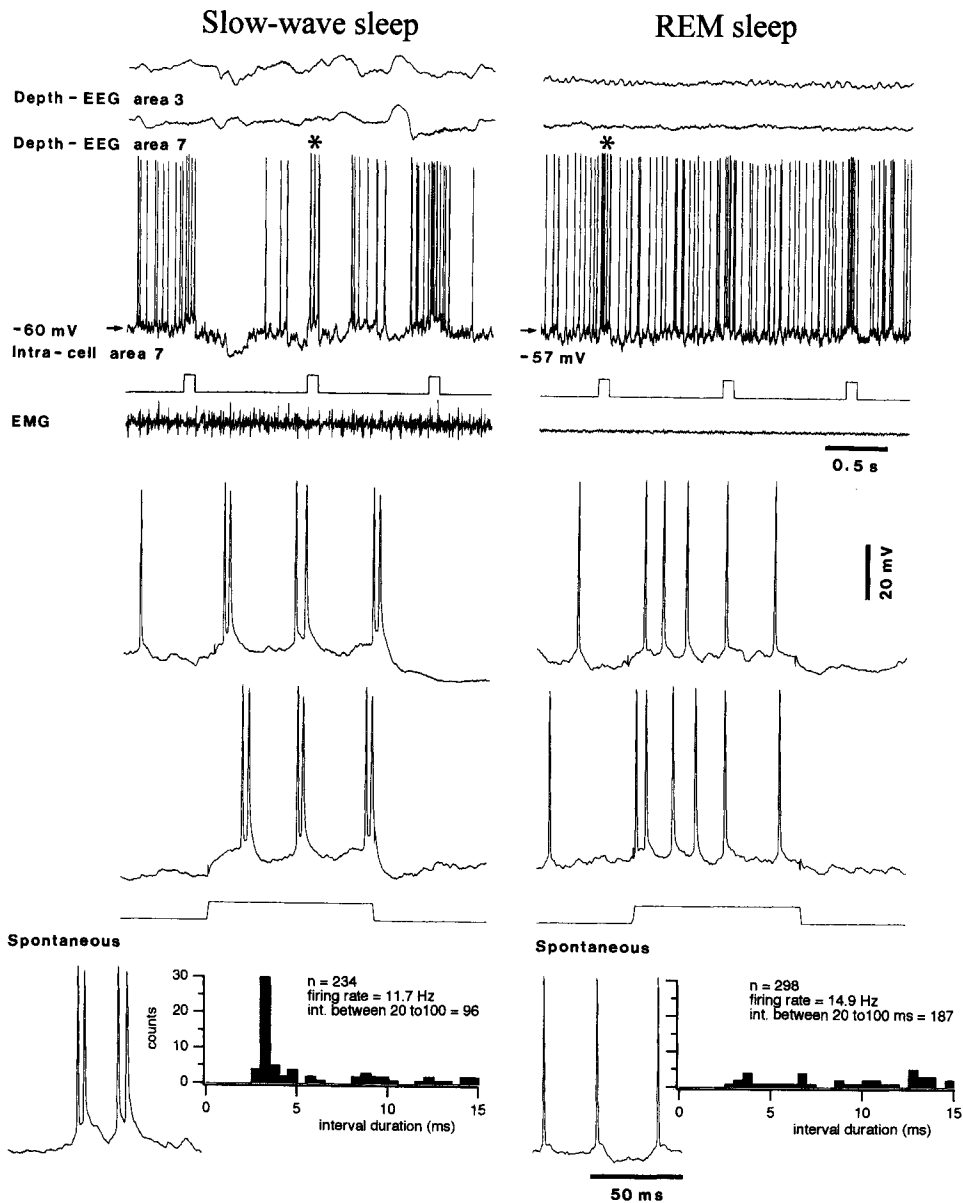 Slow-wave sleep
REM sleep
Depth-EEG area 3
Depth-EEG area 7
*
*
-60 mV
Intra-cell area 7
-57 mV
EMG
0.5 s
20 mV
Spontaneous
Spontaneous
30
20
10
0
counts
n = 234
firing rate = 11.7 Hz
int. between 20 to100 = 96
0 5 10 15
interval duration (ms)
n = 298
firing rate = 14.9 Hz
int. between 20 to100 ms = 187
0 5 10 15
interval duration (ms)
50 ms